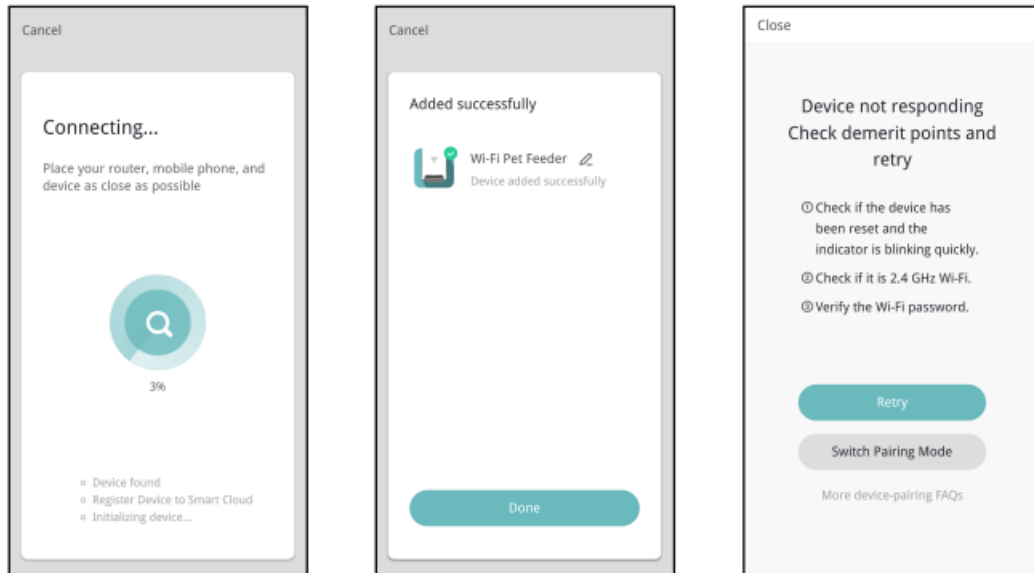 Cancel
Connecting...
Place your router, mobile phone, and
device as close as possible
3%
Device found
Register Device to Smart Cloud
Initializing device...
Cancel
Added successfully
Wi-Fi Pet Feeder
Device added successfully
Done
Close
Device not responding
Check demerit points and
retry
① Check if the device has
been reset and the
indicator is blinking quickly.
② Check if it is 2.4 GHz Wi-Fi.
③ Verify the Wi-Fi password.
Retry
Switch Pairing Mode
More device-pairing FAQs